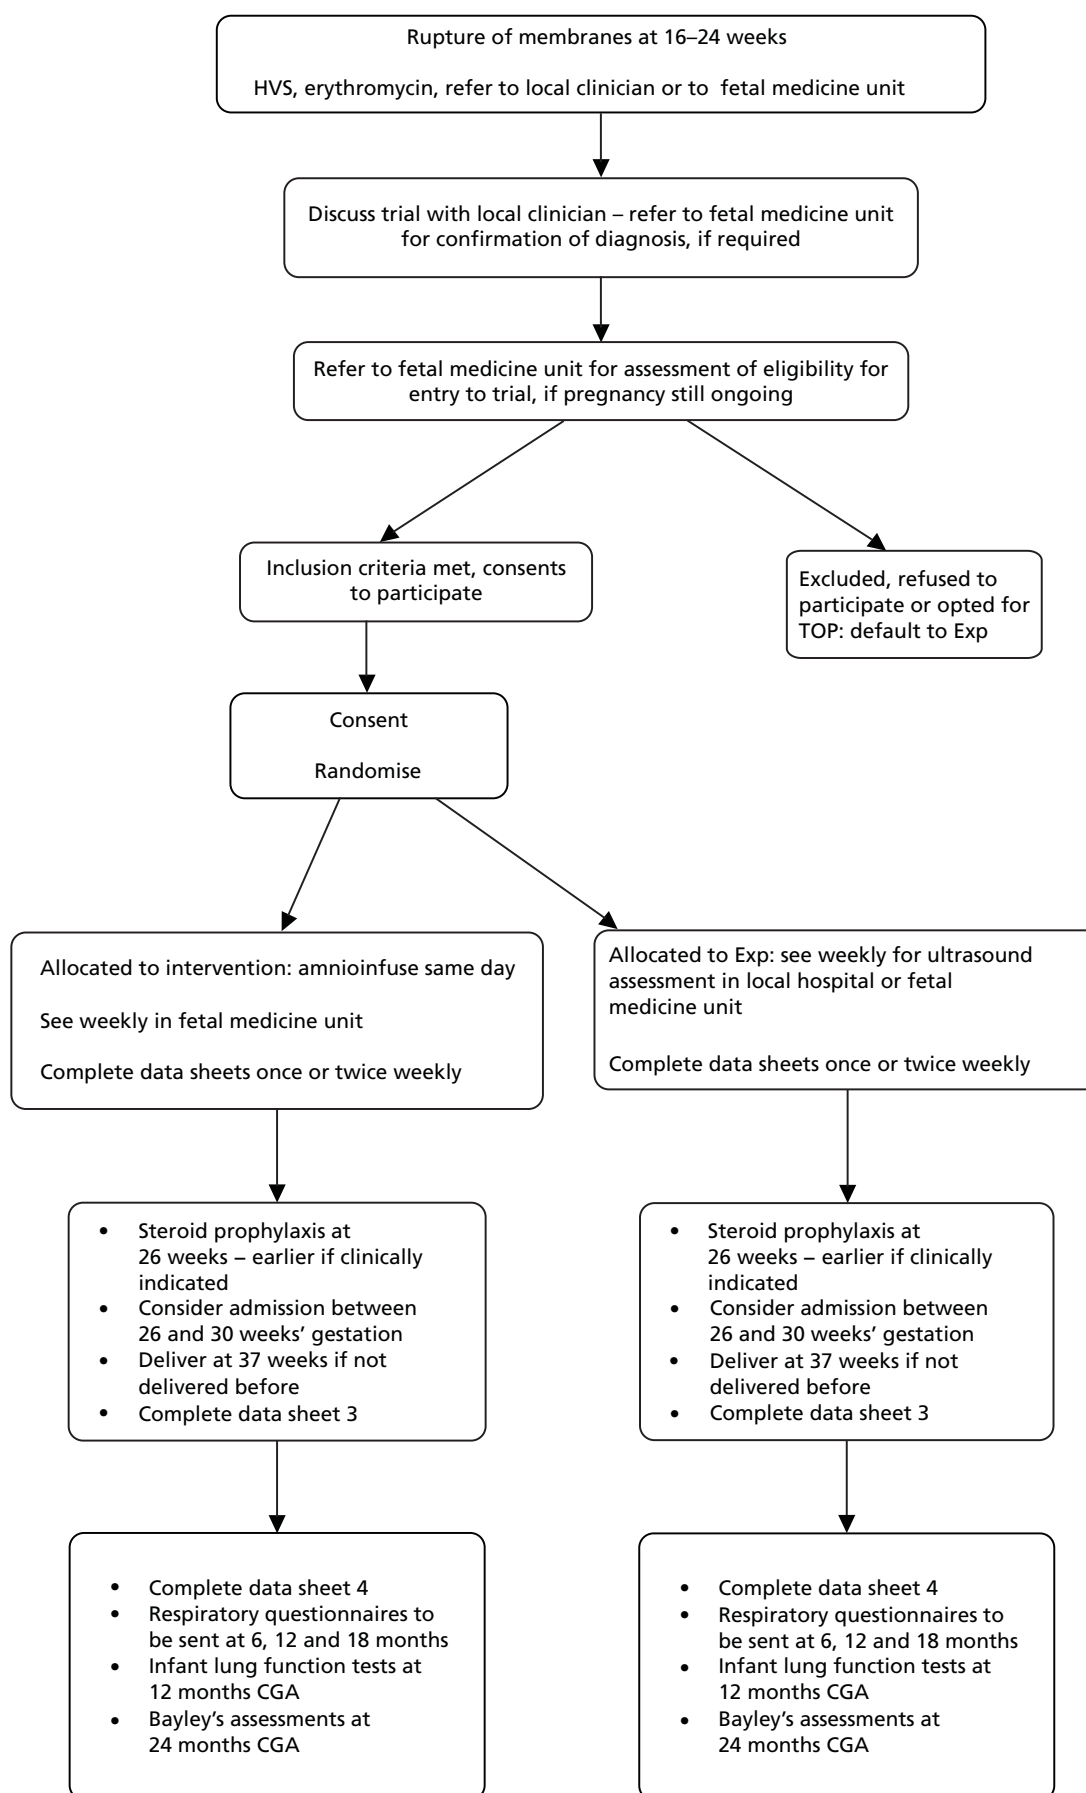 Rupture of membranes at 16–24 weeks
HVS, erythromycin, refer to local clinician or to fetal medicine unit
Discuss trial with local clinician – refer to fetal medicine unit
for confirmation of diagnosis, if required
Refer to fetal medicine unit for assessment of eligibility for
entry to trial, if pregnancy still ongoing
Inclusion criteria met, consents
to participate
Excluded, refused to
participate or opted for
TOP: default to Exp
Consent
Randomise
Allocated to intervention: amnioinfuse same day
See weekly in fetal medicine unit
Complete data sheets once or twice weekly
Allocated to Exp: see weekly for ultrasound
assessment in local hospital or fetal
medicine unit
Complete data sheets once or twice weekly
• Steroid prophylaxis at
26 weeks – earlier if clinically
indicated
• Consider admission between
26 and 30 weeks’ gestation
• Deliver at 37 weeks if not
delivered before
• Complete data sheet 3
• Steroid prophylaxis at
26 weeks – earlier if clinically
indicated
• Consider admission between
26 and 30 weeks’ gestation
• Deliver at 37 weeks if not
delivered before
• Complete data sheet 3
• Complete data sheet 4
• Respiratory questionnaires to
be sent at 6, 12 and 18 months
• Infant lung function tests at
12 months CGA
• Bayley’s assessments at
24 months CGA
• Complete data sheet 4
• Respiratory questionnaires to
be sent at 6, 12 and 18 months
• Infant lung function tests at
12 months CGA
• Bayley’s assessments at
24 months CGA